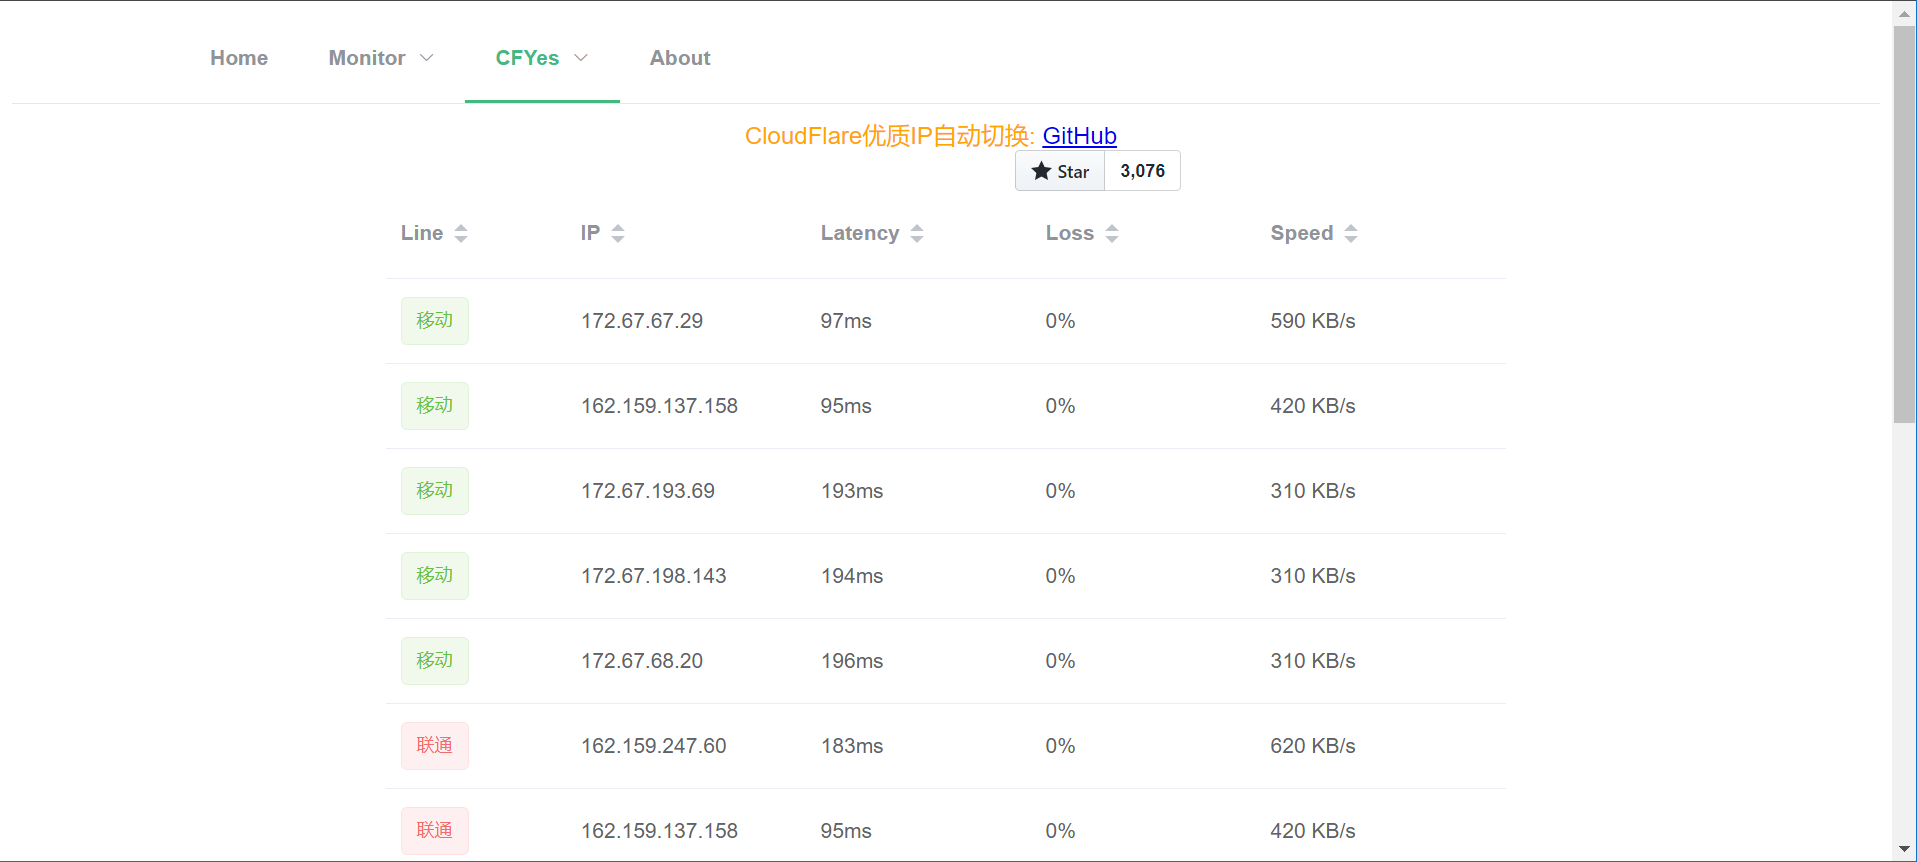 Home Monitor CFYes About
CloudFlare优质IP自动切换: GitHub
Star 3,076
Line IP Latency Loss Speed
移动 172.67.67.29 97ms 0% 590 KB/s
移动 162.159.137.158 95ms 0% 420 KB/s
移动 172.67.193.69 193ms 0% 310 KB/s
移动 172.67.198.143 194ms 0% 310 KB/s
移动 172.67.68.20 196ms 0% 310 KB/s
联通 162.159.247.60 183ms 0% 620 KB/s
联通 162.159.137.158 95ms 0% 420 KB/s